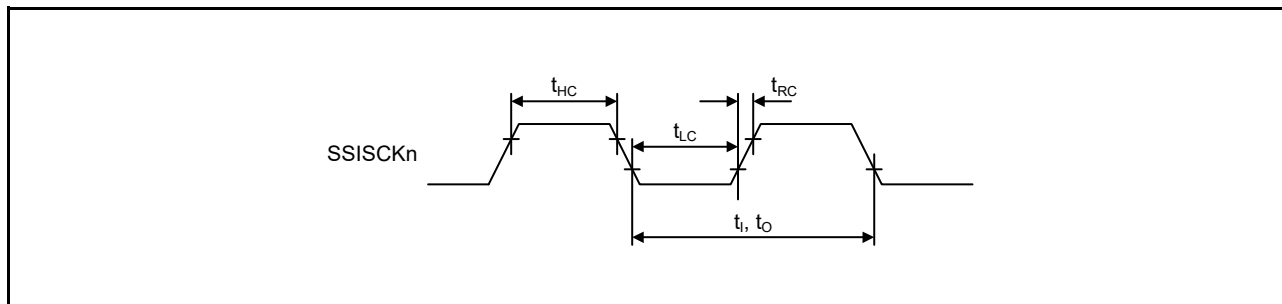 tHC
tRC
tLC
SSISCKn
tI, tO